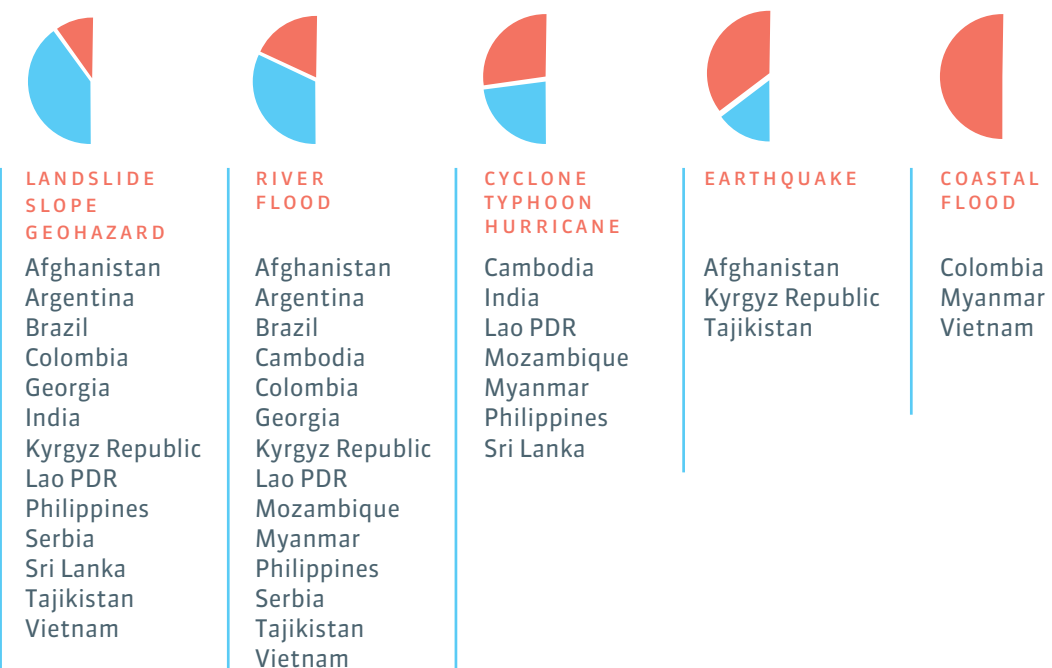 LANDSLIDE
SLOPE
GEOHAZARD
Afghanistan
Argentina
Brazil
Colombia
Georgia
India
Kyrgyz Republic
Lao PDR
Philippines
Serbia
Sri Lanka
Tajikistan
Vietnam
RIVER
FLOOD
Afghanistan
Argentina
Brazil
Cambodia
Colombia
Georgia
Kyrgyz Republic
Lao PDR
Mozambique
Myanmar
Philippines
Serbia
Tajikistan
Vietnam
CYCLONE
TYPHOON
HURRICANE
Cambodia
India
Lao PDR
Mozambique
Myanmar
Philippines
Sri Lanka
EARTHQUAKE
Afghanistan
Kyrgyz Republic
Tajikistan
COASTAL
FLOOD
Colombia
Myanmar
Vietnam